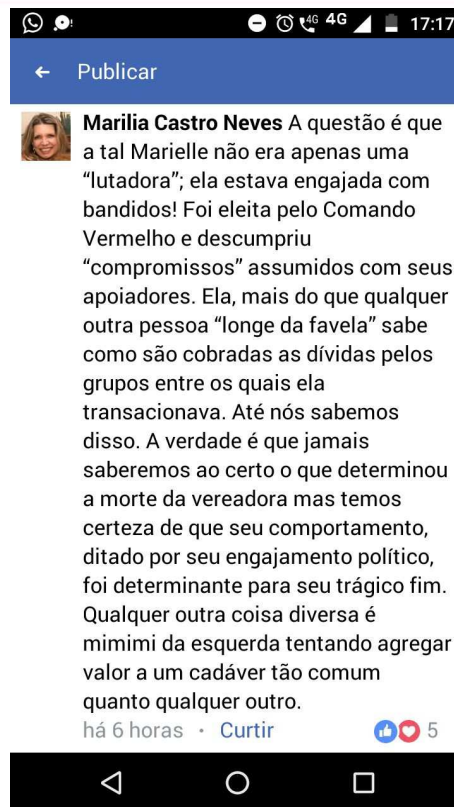 4G 4G 17:17
Publicar
Marilia Castro Neves A questão é que
a tal Marielle não era apenas uma
“lutadora”; ela estava engajada com
bandidos! Foi eleita pelo Comando
Vermelho e descumpriu
“compromissos” assumidos com seus
apoiadores. Ela, mais do que qualquer
outra pessoa “longe da favela” sabe
como são cobradas as dívidas pelos
grupos entre os quais ela
transacionava. Até nós sabemos
disso. A verdade é que jamais
saberemos ao certo o que determinou
a morte da vereadora mas temos
certeza de que seu comportamento,
ditado por seu engajamento político,
foi determinante para seu trágico fim.
Qualquer outra coisa diversa é
mimimi da esquerda tentando agregar
valor a um cadáver tão comum
quanto qualquer outro.
há 6 horas · Curtir 5